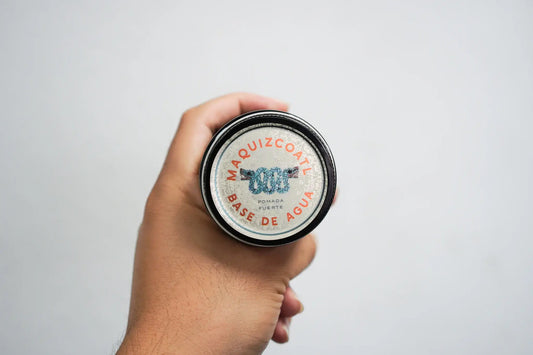 MAQUIZCOATL
POMADA
FUERTE
BASE DE AGUA